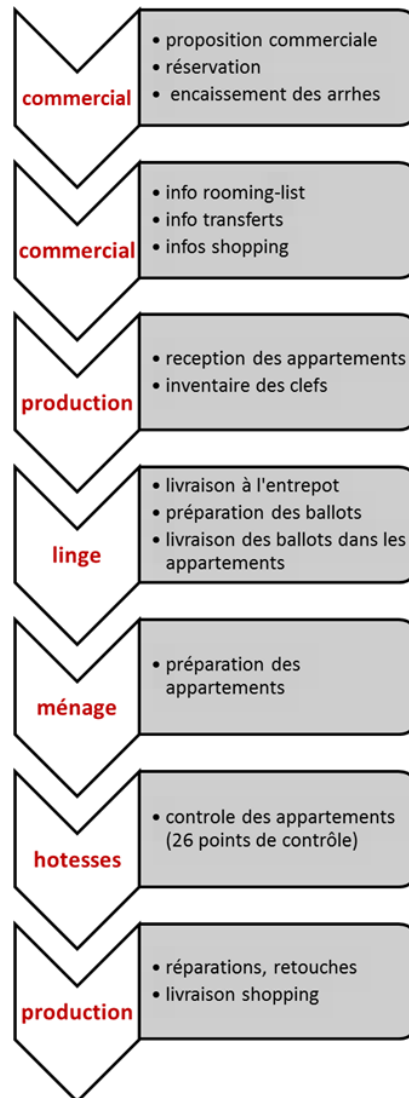 commercial
• proposition commerciale
• réservation
• encaissement des arrhes
commercial
• info rooming-list
• info transferts
• infos shopping
production
• reception des appartements
• inventaire des clefs
linge
• livraison à l'entrepot
• préparation des ballots
• livraison des ballots dans les
appartements
ménage
• préparation des
appartements
hotesses
• controle des appartements
(26 points de contrôle)
production
• réparations, retouches
• livraison shopping